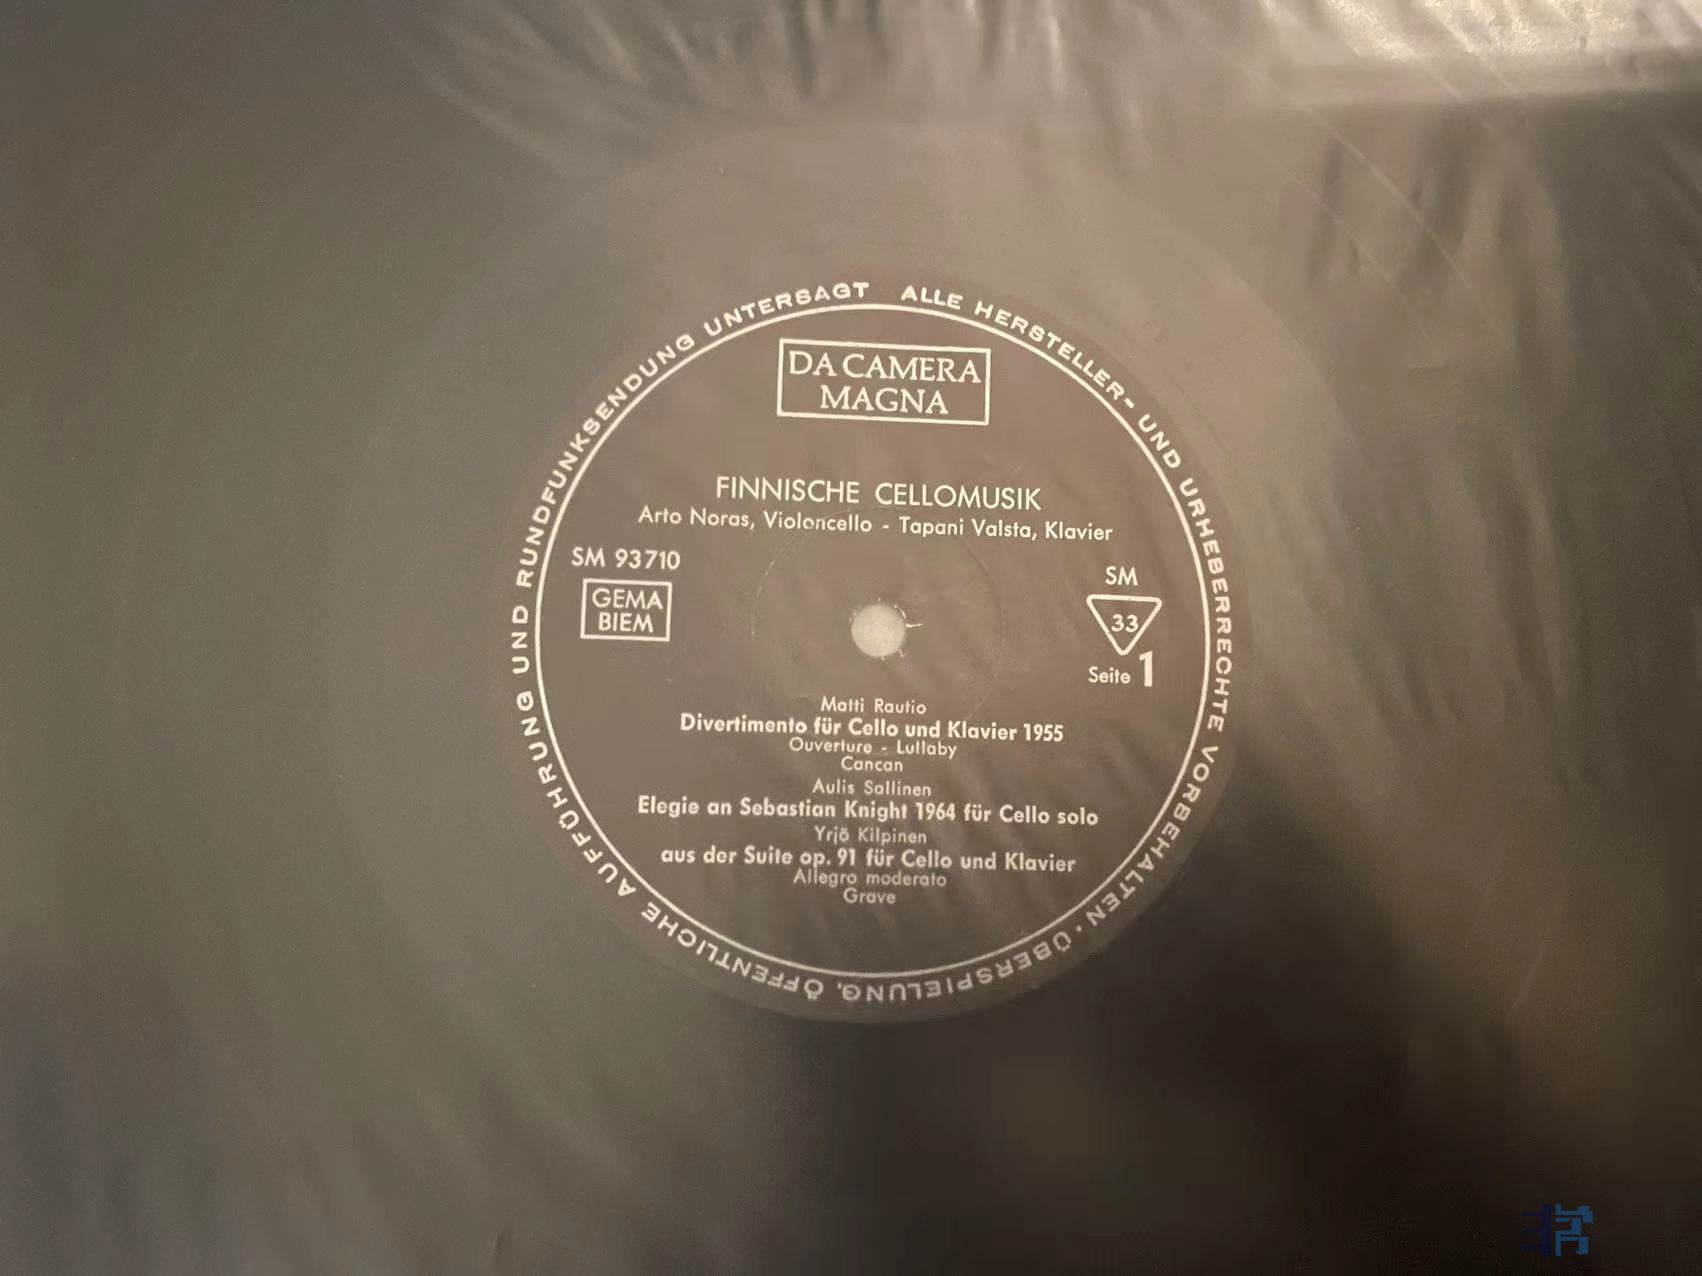 ALLE HERSTELLER- UND URHEBERRECHTE VORBEHALTEN · ÜBERSPIELUNG, ÖFFENTLICHE AUFFÜHRUNG UND RUNDFUNKSENDUNG UNTERSAGT
DA CAMERA
MAGNA
FINNISCHE CELLOMUSIK
Arto Noras, Violoncello - Tapani Valsta, Klavier
SM 93710
GEMA
BIEM
SM
33
Seite 1
Matti Rautio
Divertimento für Cello und Klavier 1955
Ouverture - Lullaby
Cancan
Aulis Sallinen
Elegie an Sebastian Knight 1964 für Cello solo
Yrjö Kilpinen
aus der Suite op. 91 für Cello und Klavier
Allegro moderato
Grave